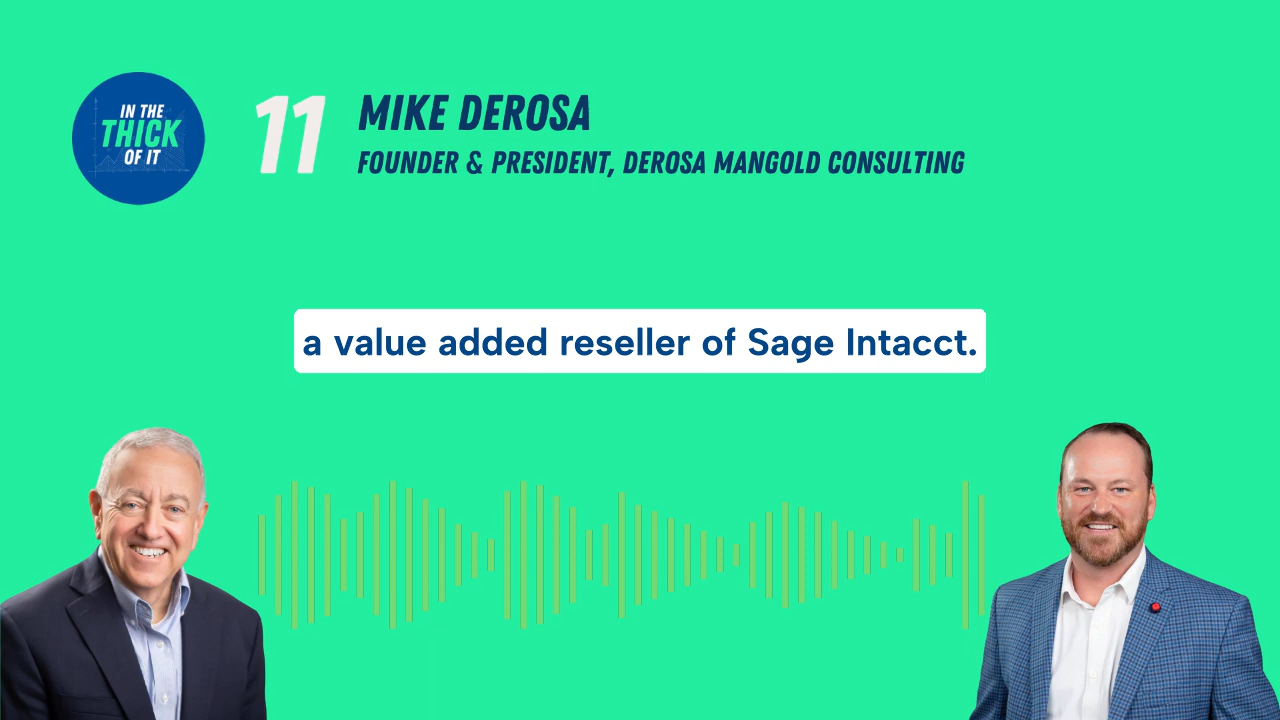 IN THE
THICK
OF IT
11
MIKE DEROSA
FOUNDER & PRESIDENT, DEROSA MANGOLD CONSULTING
a value added reseller of Sage Intacct.